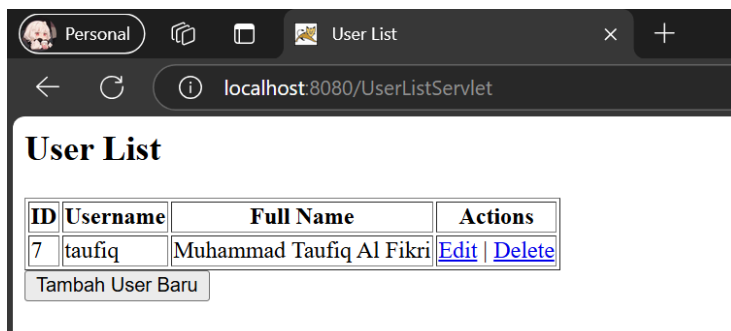 Personal
User List
localhost:8080/UserListServlet
User List
ID Username Full Name Actions
7 taufiq Muhammad Taufiq Al Fikri Edit | Delete
Tambah User Baru